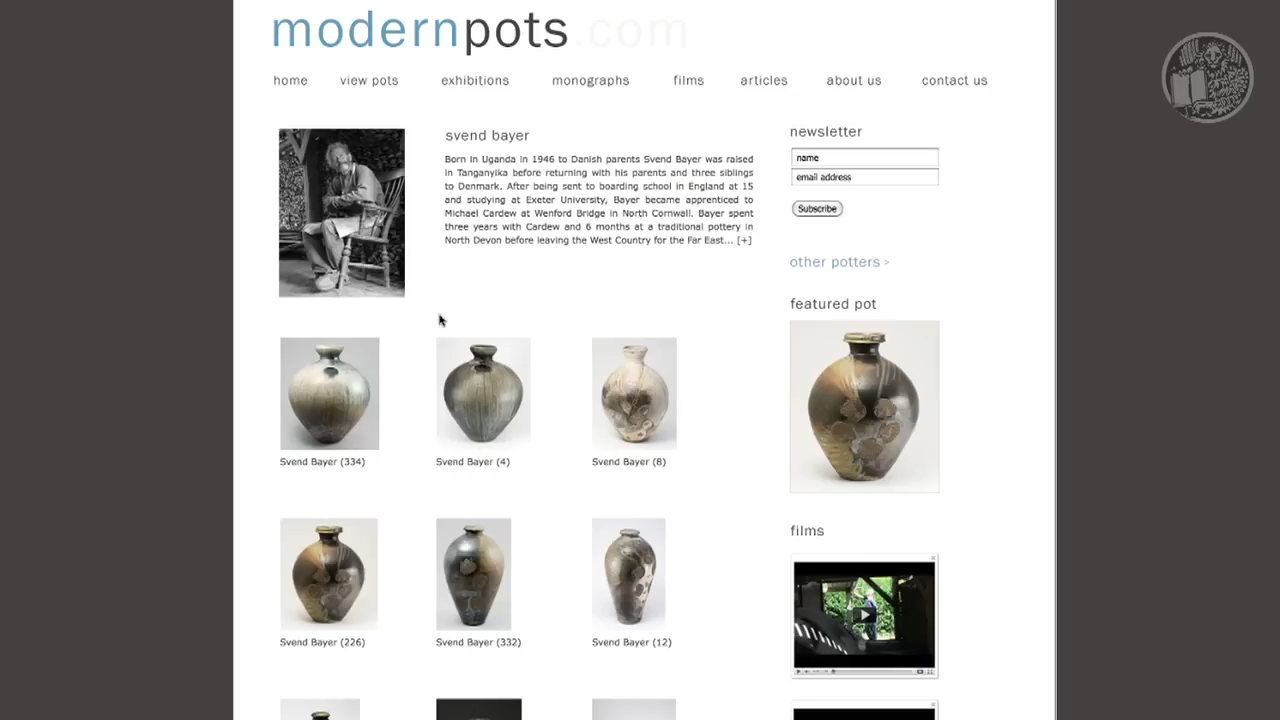 modernpots.com
home view pots exhibitions monographs films articles about us contact us
svend bayer
Born in Uganda in 1946 to Danish parents Svend Bayer was raised
in Tanganyika before returning with his parents and three siblings
to Denmark. After being sent to boarding school in England at 15
and studying at Exeter University, Bayer became apprenticed to
Michael Cardew at Wenford Bridge in North Cornwall. Bayer spent
three years with Cardew and 6 months at a traditional pottery in
North Devon before leaving the West Country for the Far East... [+]
newsletter
name
email address
Subscribe
other potters >
featured pot
films
Svend Bayer (334)
Svend Bayer (4)
Svend Bayer (8)
Svend Bayer (226)
Svend Bayer (332)
Svend Bayer (12)